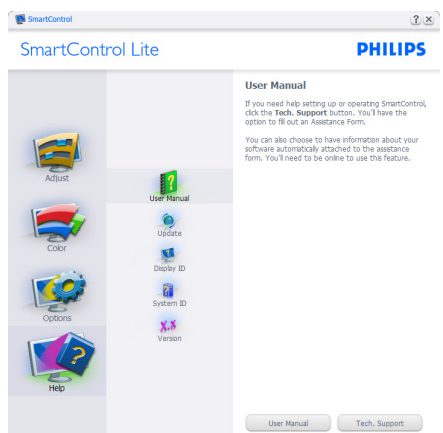 SmartControl
SmartControl Lite
PHILIPS
Adjust
Color
Options
Help
User Manual
Update
Display ID
System ID
X.X
Version
User Manual
If you need help setting up or operating SmartControl,
click the Tech. Support button. You'll have the
option to fill out an Assistance Form.
You can also choose to have information about your
software automatically attached to the assistance
form. You'll need to be online to use this feature.
User Manual
Tech. Support